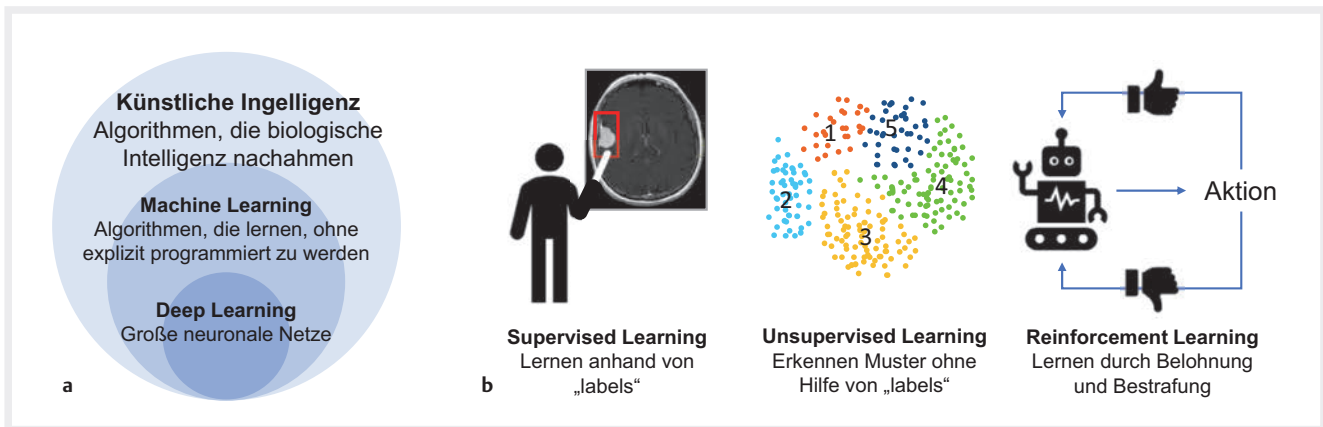 Künstliche Ingelligenz
Algorithmen, die biologische
Intelligenz nachahmen
Machine Learning
Algorithmen, die lernen, ohne
explizit programmiert zu werden
Deep Learning
Große neuronale Netze
a
b
Supervised Learning
Lernen anhand von
„labels“
1
5
2
4
3
Unsupervised Learning
Erkennen Muster ohne
Hilfe von „labels“
Aktion
Reinforcement Learning
Lernen durch Belohnung
und Bestrafung